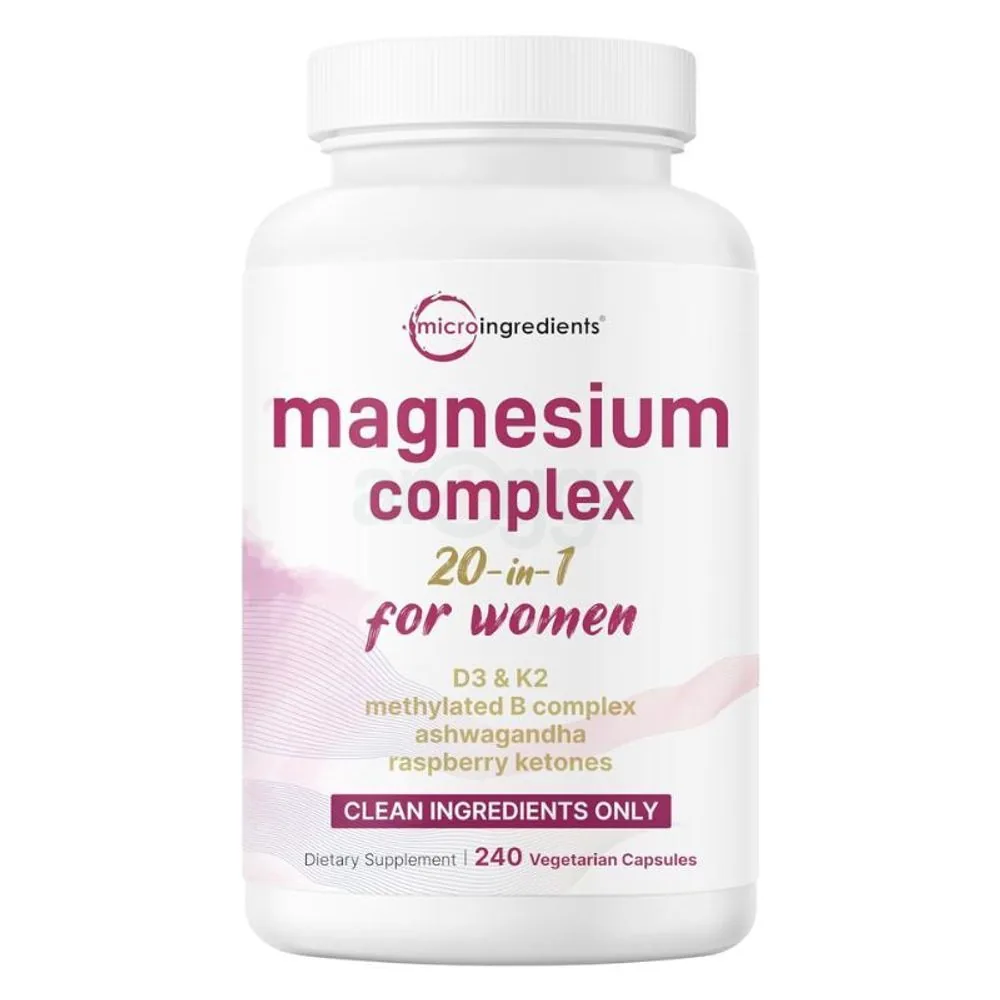 microingredients®
magnesium
complex
20-in-1
for women
D3 & K2
methylated B complex
ashwagandha
raspberry ketones
CLEAN INGREDIENTS ONLY
Dietary Supplement | 240 Vegetarian Capsules
arogga